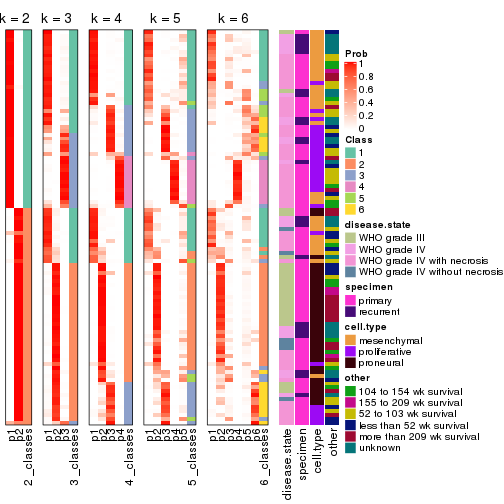 k = 2
k = 3
k = 4
k = 5
k = 6
Prob
1
0.8
0.6
0.4
0.2
0
Class
1
2
3
4
5
6
disease.state
WHO grade III
WHO grade IV
WHO grade IV with necrosis
WHO grade IV without necrosis
specimen
primary
recurrent
cell.type
mesenchymal
proliferative
proneural
other
104 to 154 wk survival
155 to 209 wk survival
52 to 103 wk survival
less than 52 wk survival
more than 209 wk survival
unknown
p1
p2
2_classes
p1
p2
p3
3_classes
p1
p2
p3
p4
4_classes
p1
p2
p3
p4
p5
5_classes
p1
p2
p3
p4
p5
p6
6_classes
disease.state
specimen
cell.type
other